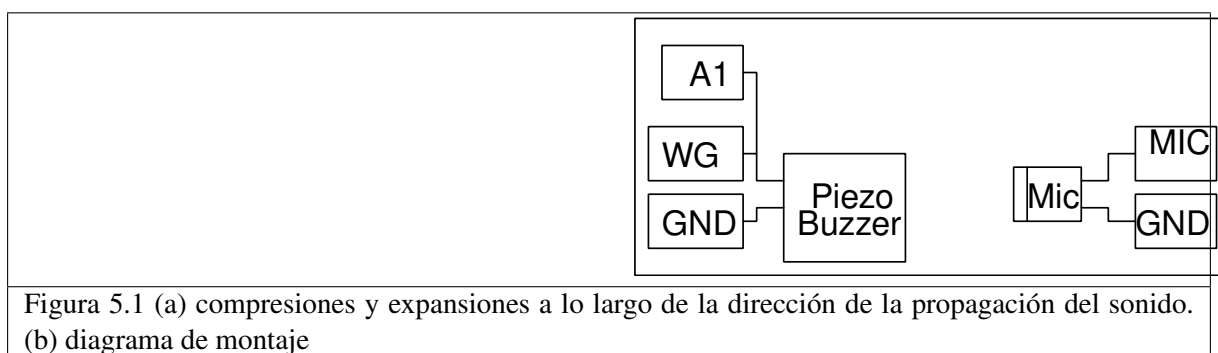 A1
WG
GND
Piezo
Buzzer
Mic
MIC
GND
Figura 5.1 (a) compresiones y expansiones a lo largo de la dirección de la propagación del sonido.
(b) diagrama de montaje